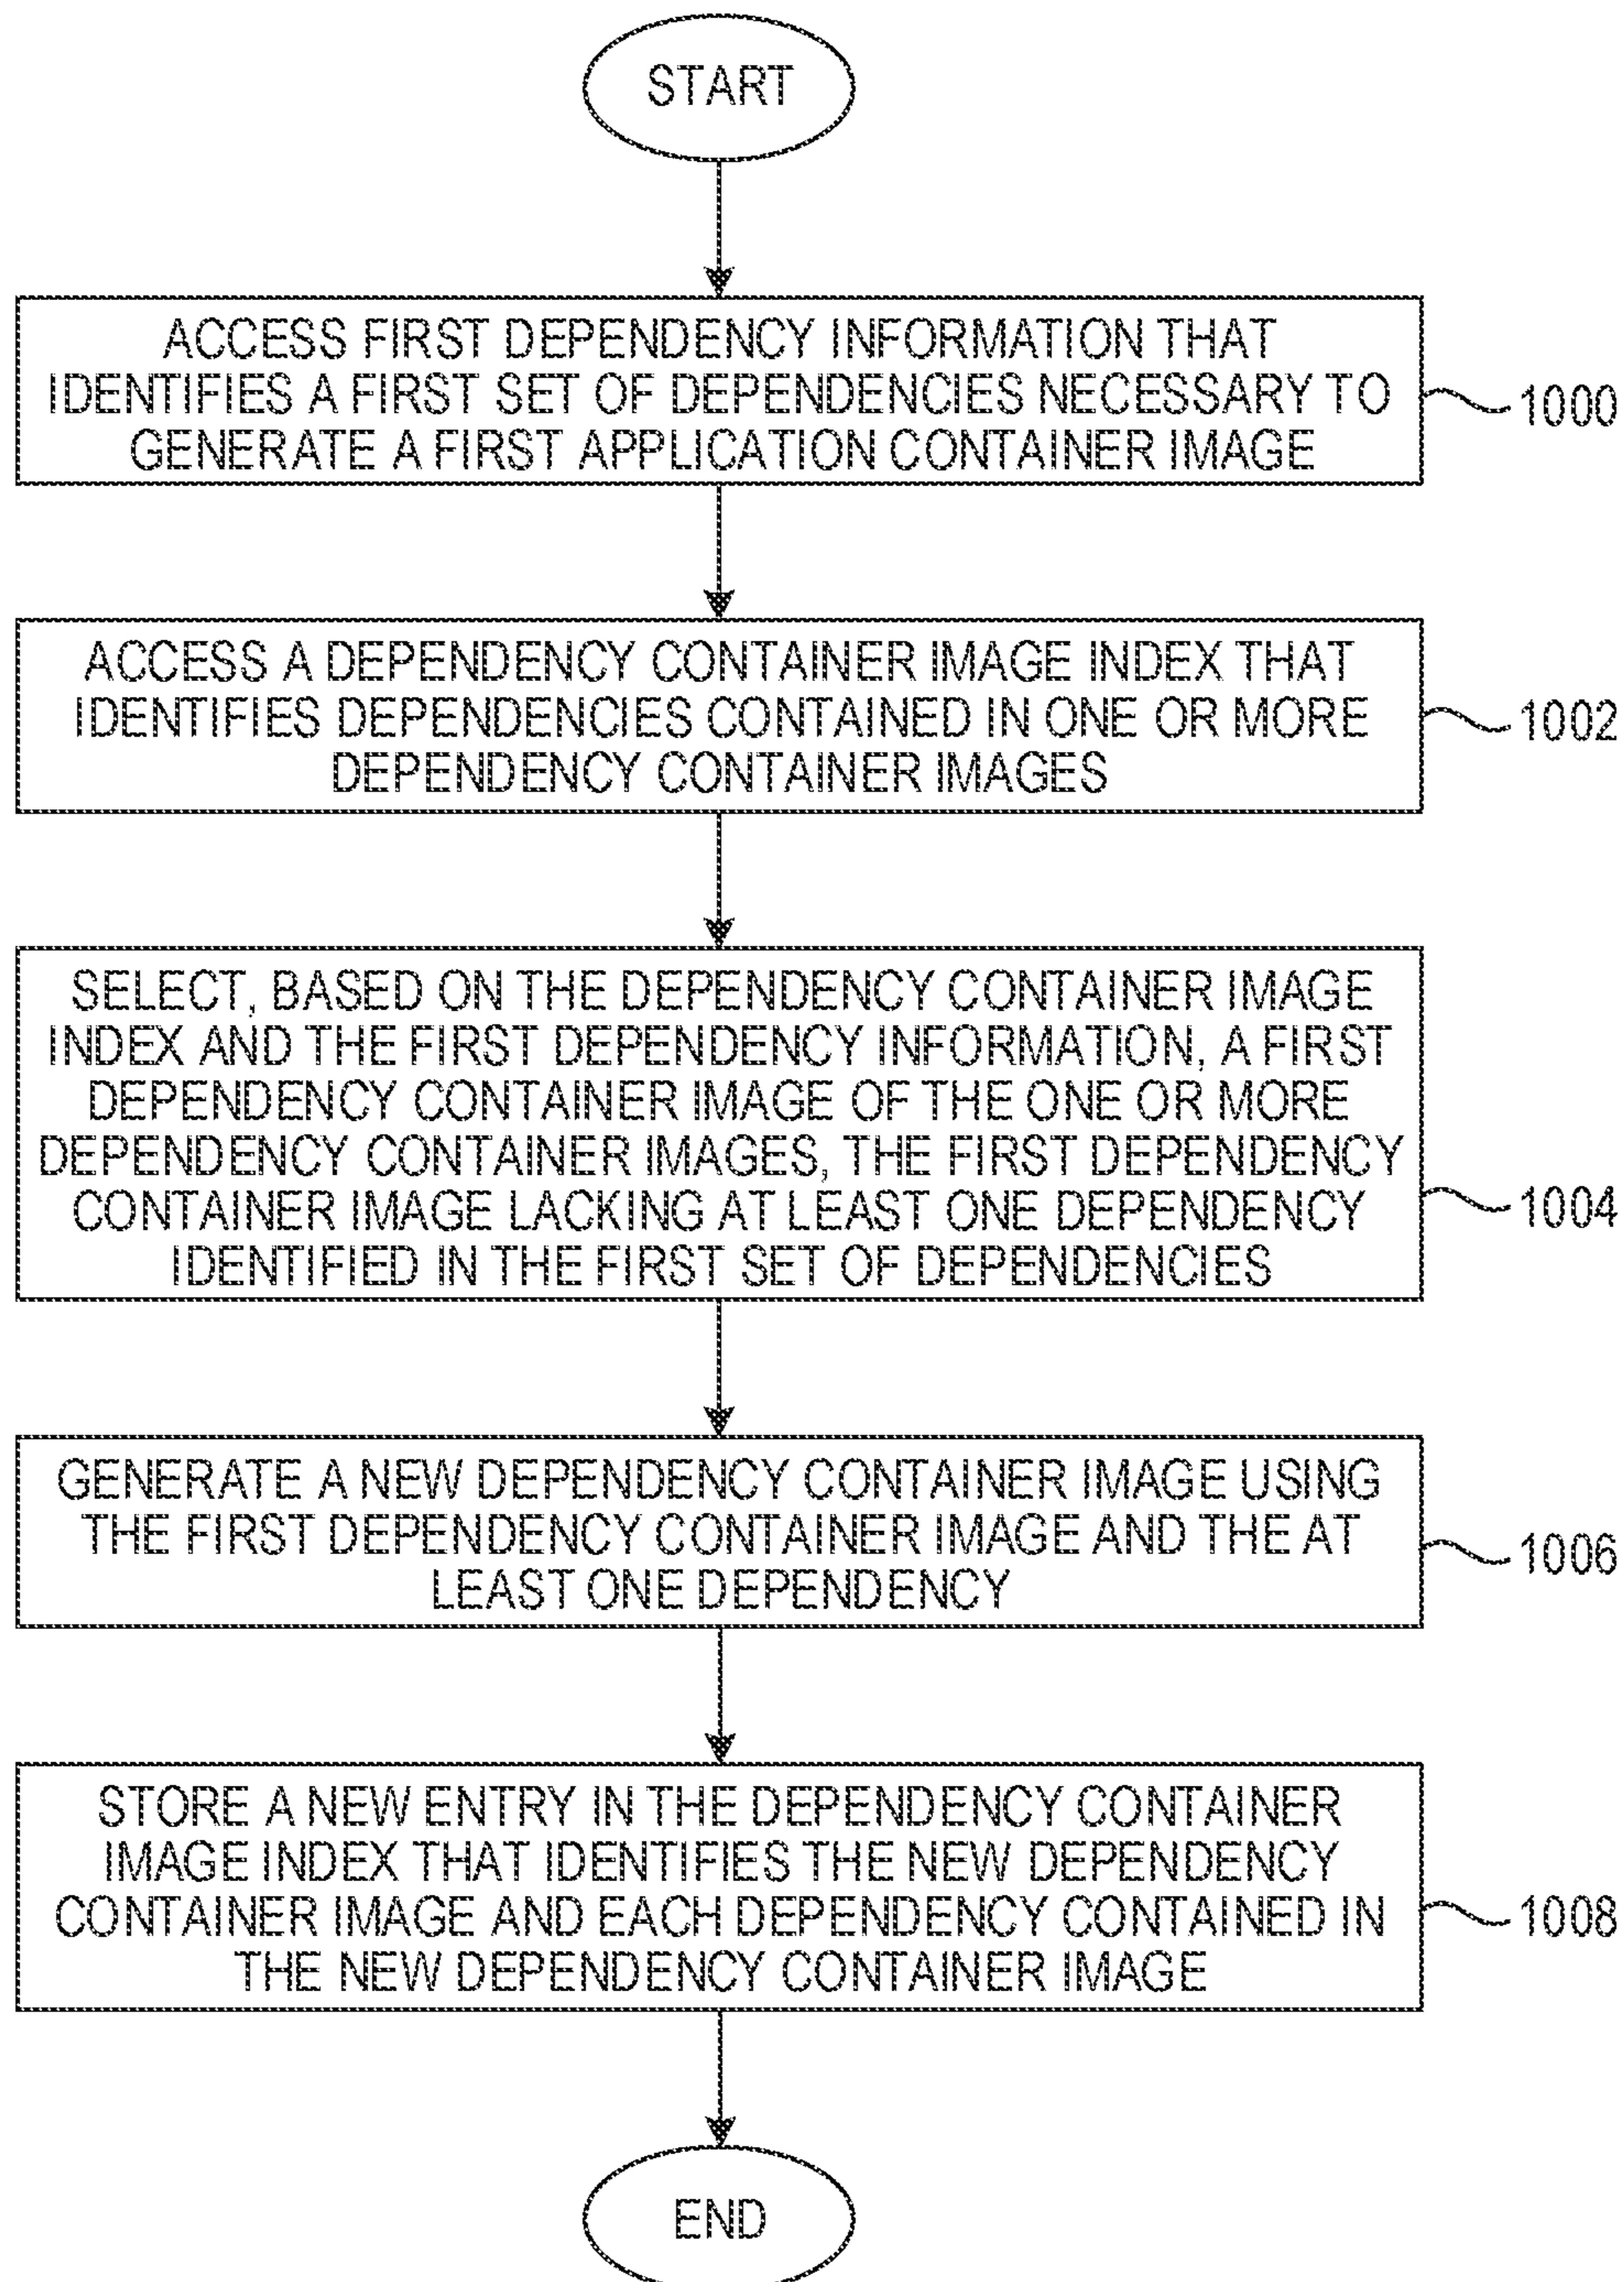 START
ACCESS FIRST DEPENDENCY INFORMATION THAT
IDENTIFIES A FIRST SET OF DEPENDENCIES NECESSARY TO
GENERATE A FIRST APPLICATION CONTAINER IMAGE
1000
ACCESS A DEPENDENCY CONTAINER IMAGE INDEX THAT
IDENTIFIES DEPENDENCIES CONTAINED IN ONE OR MORE
DEPENDENCY CONTAINER IMAGES
1002
SELECT, BASED ON THE DEPENDENCY CONTAINER IMAGE
INDEX AND THE FIRST DEPENDENCY INFORMATION, A FIRST
DEPENDENCY CONTAINER IMAGE OF THE ONE OR MORE
DEPENDENCY CONTAINER IMAGES, THE FIRST DEPENDENCY
CONTAINER IMAGE LACKING AT LEAST ONE DEPENDENCY
IDENTIFIED IN THE FIRST SET OF DEPENDENCIES
1004
GENERATE A NEW DEPENDENCY CONTAINER IMAGE USING
THE FIRST DEPENDENCY CONTAINER IMAGE AND THE AT
LEAST ONE DEPENDENCY
1006
STORE A NEW ENTRY IN THE DEPENDENCY CONTAINER
IMAGE INDEX THAT IDENTIFIES THE NEW DEPENDENCY
CONTAINER IMAGE AND EACH DEPENDENCY CONTAINED IN
THE NEW DEPENDENCY CONTAINER IMAGE
1008
END